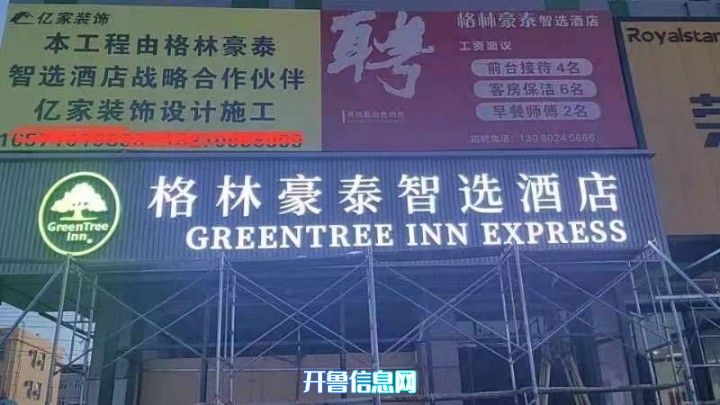 亿家装饰
本工程由格林豪泰
智选酒店战略合作伙伴
亿家装饰设计施工
聘
格林豪泰智选酒店
工资面议
前台接待 4名
客房保洁 6名
早餐师傅 2名
招聘电话:
Royalstar
GreenTree
Inn
格林豪泰智选酒店
GREENTREE INN EXPRESS
开鲁信息网